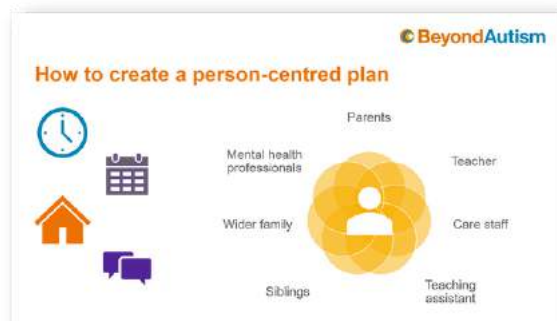 BeyondAutism
How to create a person-centred plan
Parents
Mental health
professionals
Teacher
Wider family
Care staff
Siblings
Teaching
assistant